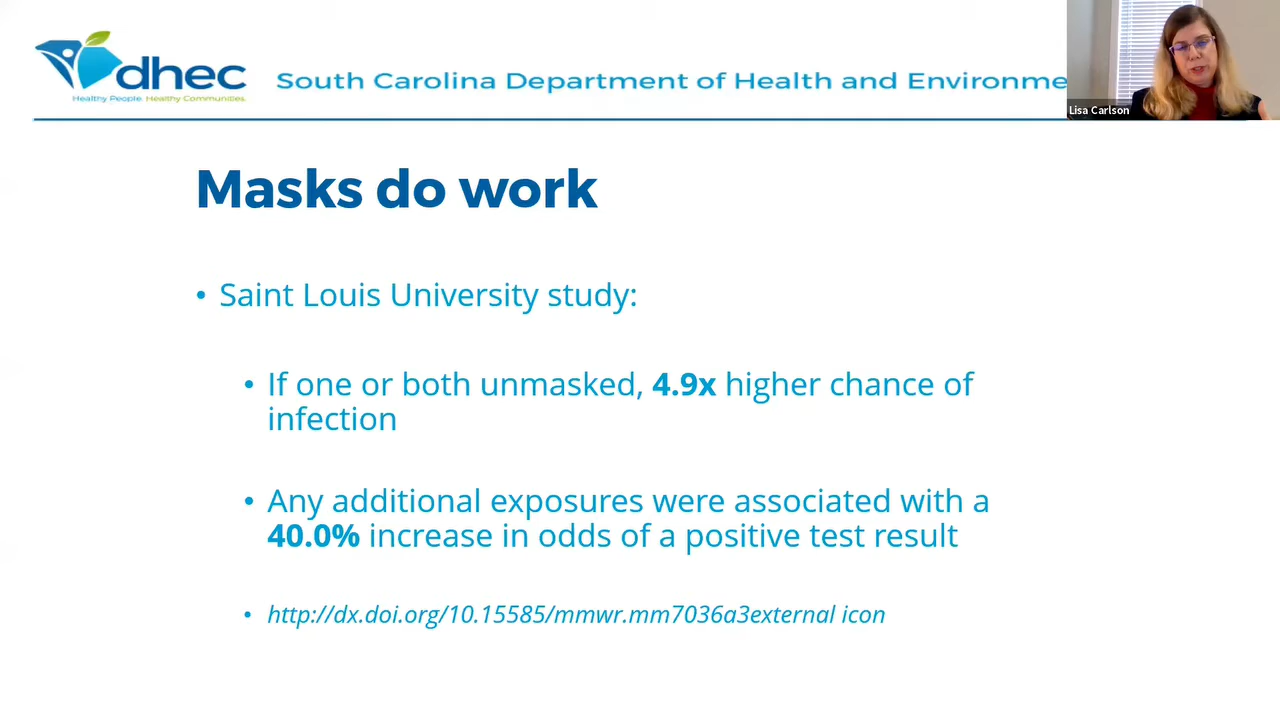 dhec
Healthy People. Healthy Communities.
South Carolina Department of Health and Environme
Lisa Carlson
Masks do work
• Saint Louis University study:
• If one or both unmasked, 4.9x higher chance of
infection
• Any additional exposures were associated with a
40.0% increase in odds of a positive test result
• http://dx.doi.org/10.15585/mmwr.mm7036a3external icon